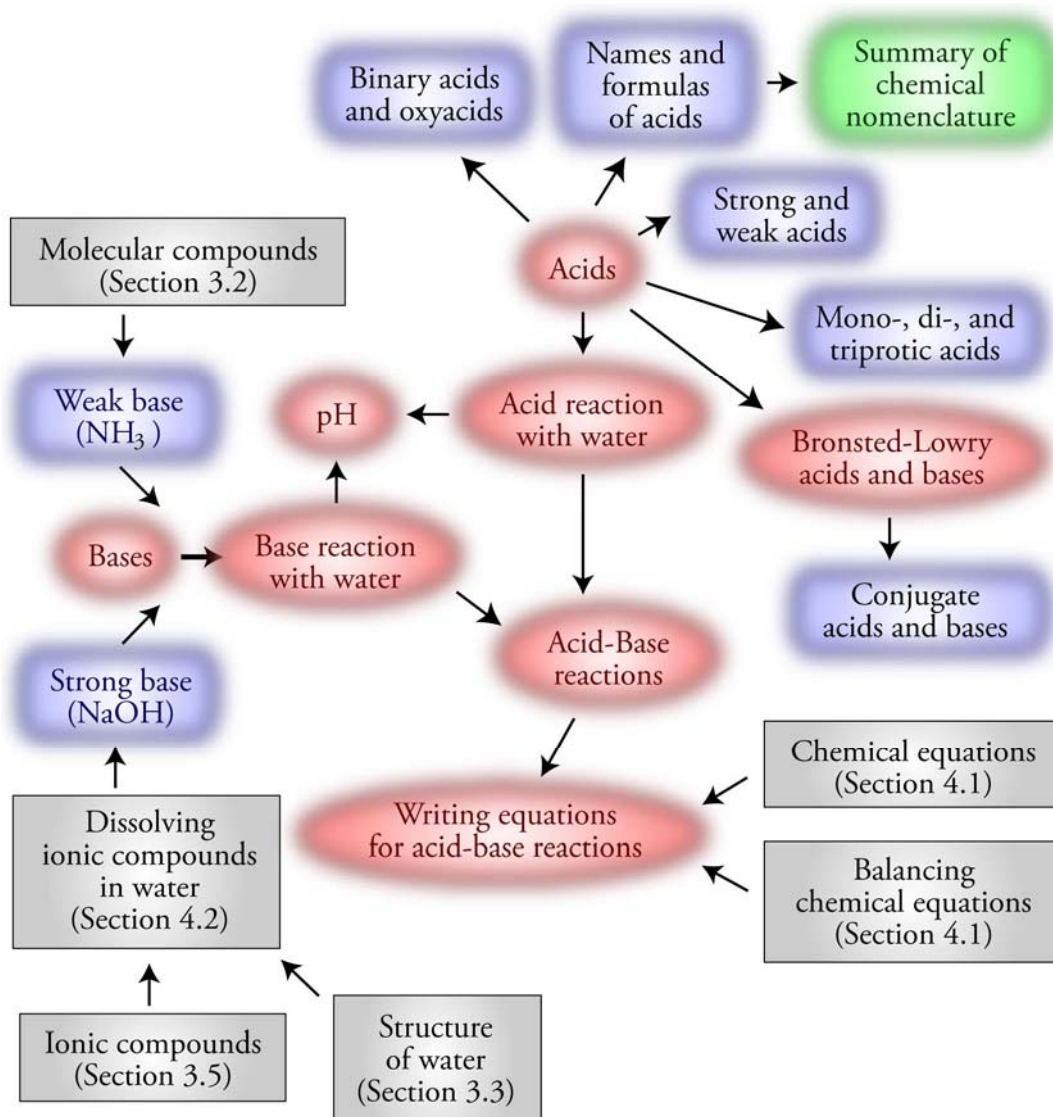 Binary acids
and oxyacids
Names and
formulas
of acids
Summary of
chemical
nomenclature
Strong and
weak acids
Molecular compounds
(Section 3.2)
Acids
Mono-, di-, and
triprotic acids
Weak base
(NH₃ )
pH
Acid reaction
with water
Bronsted-Lowry
acids and bases
Bases
Base reaction
with water
Conjugate
acids and bases
Acid-Base
reactions
Strong base
(NaOH)
Chemical equations
(Section 4.1)
Writing equations
for acid-base reactions
Dissolving
ionic compounds
in water
(Section 4.2)
Balancing
chemical equations
(Section 4.1)
Ionic compounds
(Section 3.5)
Structure
of water
(Section 3.3)